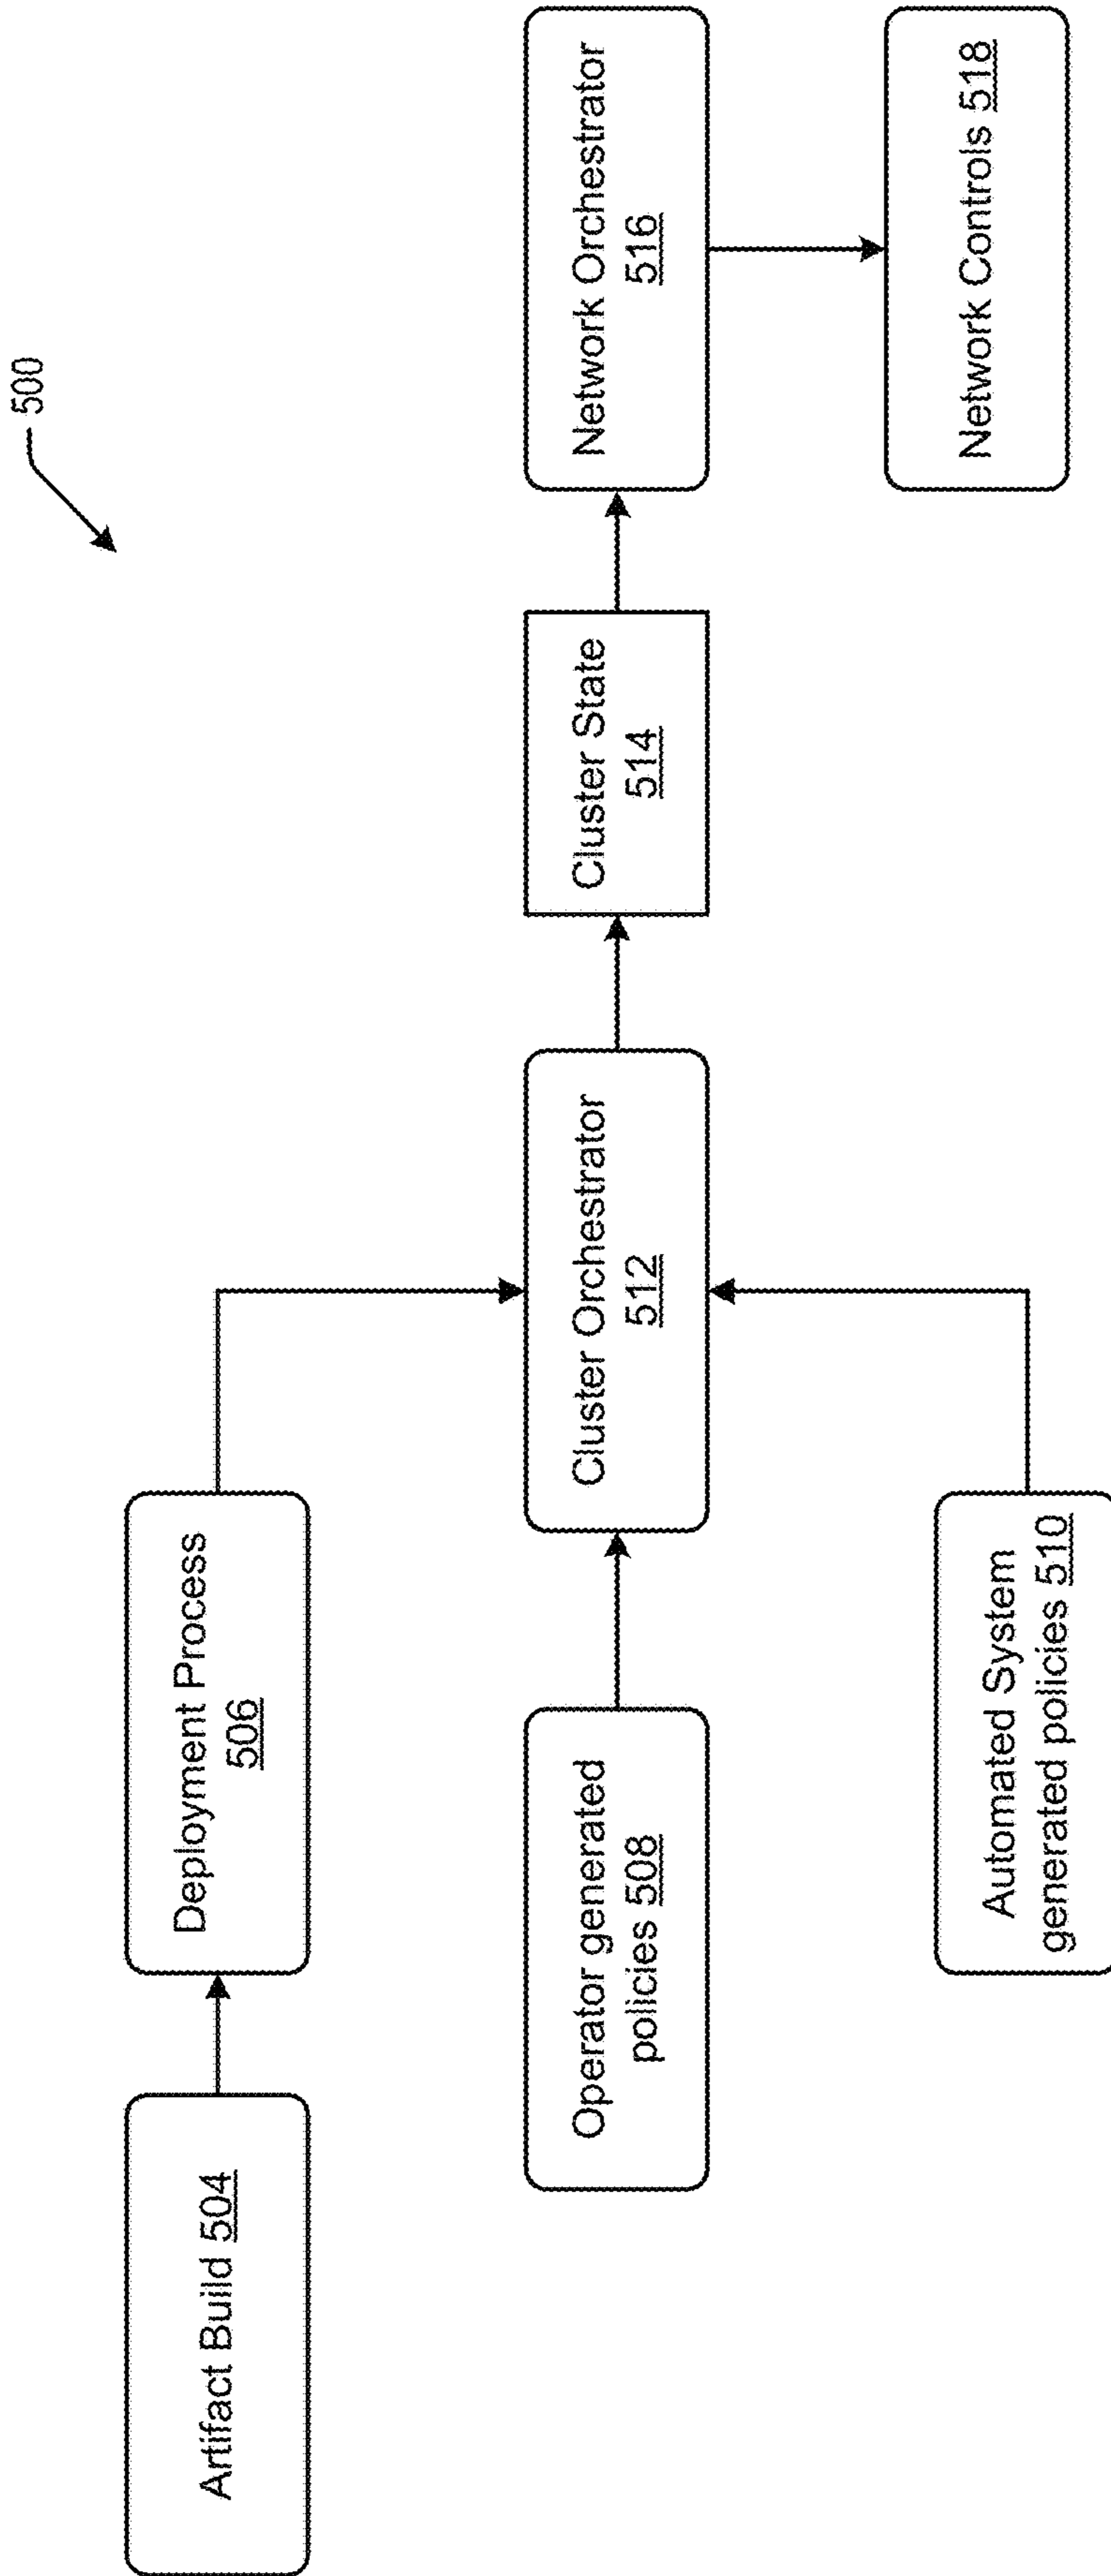 500
Artifact Build 504
Deployment Process
506
Operator generated
policies 508
Automated System
generated policies 510
Cluster Orchestrator
512
Cluster State
514
Network Orchestrator
516
Network Controls 518